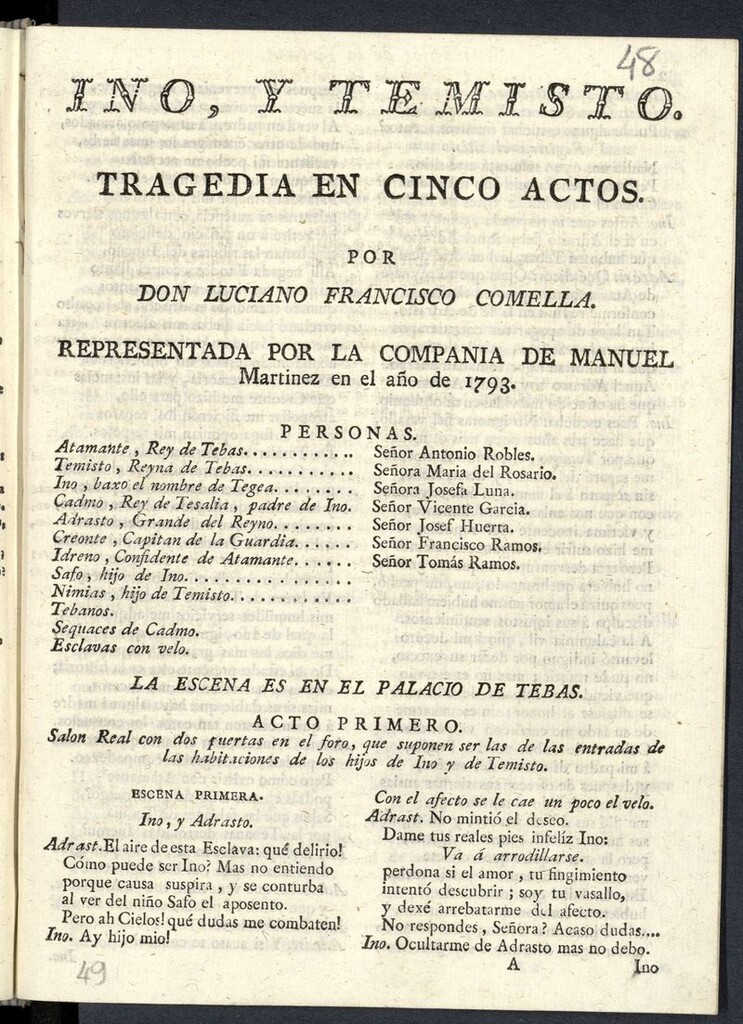 48
INO, Y TEMISTO.
TRAGEDIA EN CINCO ACTOS.
POR
DON LUCIANO FRANCISCO COMELLA.
REPRESENTADA POR LA COMPANIA DE MANUEL
Martinez en el año de 1793.
PERSONAS.
Atamante, Rey de Tebas........... Señor Antonio Robles.
Temisto, Reyna de Tebas.......... Señora Maria del Rosario.
Ino, baxo el nombre de Tegea....... Señora Josefa Luna.
Cadmo, Rey de Tesalia, padre de Ino. Señor Vicente Garcia.
Adrasto, Grande del Reyno........ Señor Josef Huerta.
Creonte, Capitan de la Guardia...... Señor Francisco Ramos.
Idreno, Confidente de Atamante...... Señor Tomás Ramos.
Safo, hijo de Ino................
Nimias, hijo de Temisto............
Tebanos.
Sequaces de Cadmo.
Esclavas con velo.
LA ESCENA ES EN EL PALACIO DE TEBAS.
ACTO PRIMERO.
Salon Real con dos puertas en el foro, que suponen ser las de las entradas de
las habitaciones de los hijos de Ino y de Temisto.
ESCENA PRIMERA.
Ino, y Adrasto.
Adrast. El aire de esta Esclava: qué delirio!
Cómo puede ser Ino? Mas no entiendo
porque causa suspira, y se conturba
al ver del niño Safo el aposento.
Pero ah Cielos! qué dudas me combaten!
Ino. Ay hijo mio!
Con el afecto se le cae un poco el velo.
Adrast. No mintió el deseo.
Dame tus reales pies infelíz Ino:
Va á arrodillarse.
perdona si el amor, tu fingimiento
intentó descubrir; soy tu vasallo,
y dexé arrebatarme del afecto.
No respondes, Señora? Acaso dudas....
Ino. Ocultarme de Adrasto mas no debo.
A
Ino
49